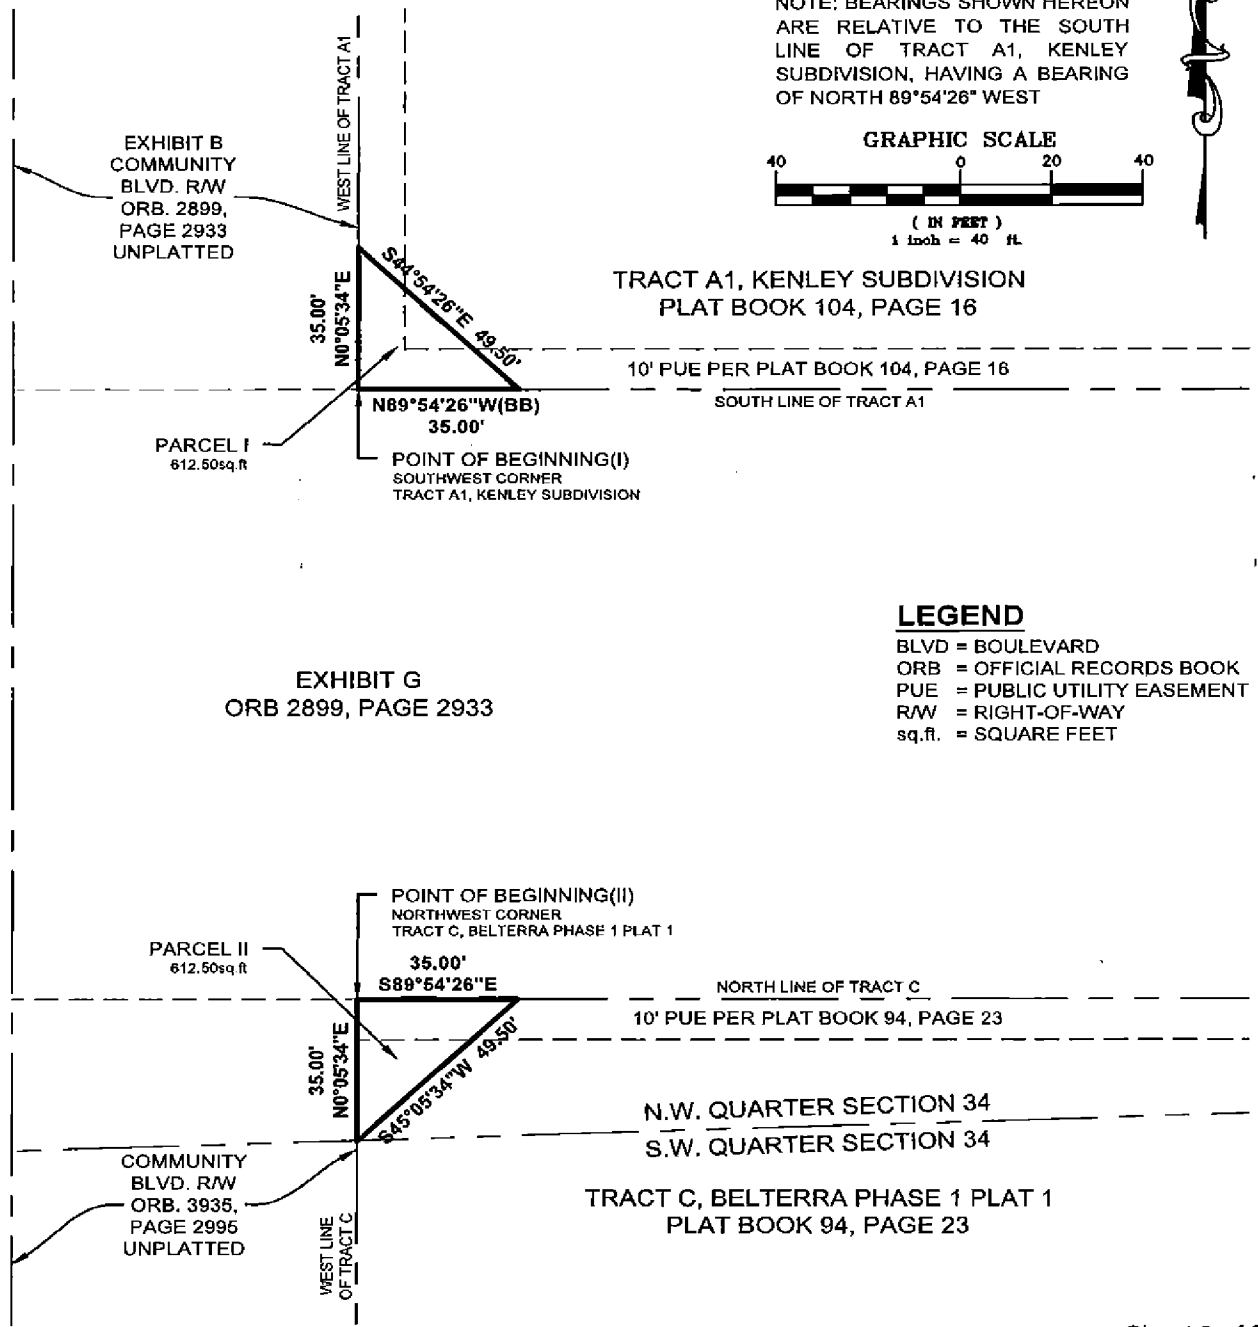 NOTE: BEARINGS SHOWN HEREON
ARE RELATIVE TO THE SOUTH
LINE OF TRACT A1, KENLEY
SUBDIVISION, HAVING A BEARING
OF NORTH 89°54'26" WEST
GRAPHIC SCALE
40 0 20 40
( IN FEET )
1 inch = 40 ft.
WEST LINE OF TRACT A1
EXHIBIT B
COMMUNITY
BLVD. R/W
ORB. 2899,
PAGE 2933
UNPLATTED
TRACT A1, KENLEY SUBDIVISION
PLAT BOOK 104, PAGE 16
35.00'
N0°05'34"E
S44°54'26"E 49.50'
10' PUE PER PLAT BOOK 104, PAGE 16
SOUTH LINE OF TRACT A1
N89°54'26"W(BB)
35.00'
PARCEL I
612.50sq.ft
POINT OF BEGINNING(I)
SOUTHWEST CORNER
TRACT A1, KENLEY SUBDIVISION
LEGEND
BLVD = BOULEVARD
ORB = OFFICIAL RECORDS BOOK
PUE = PUBLIC UTILITY EASEMENT
R/W = RIGHT-OF-WAY
sq.ft. = SQUARE FEET
EXHIBIT G
ORB 2899, PAGE 2933
POINT OF BEGINNING(II)
NORTHWEST CORNER
TRACT C, BELTERRA PHASE 1 PLAT 1
PARCEL II
612.50sq.ft
35.00'
S89°54'26"E
NORTH LINE OF TRACT C
10' PUE PER PLAT BOOK 94, PAGE 23
35.00'
N0°05'34"E
S45°05'34"W 49.50'
N.W. QUARTER SECTION 34
S.W. QUARTER SECTION 34
COMMUNITY
BLVD. R/W
ORB. 3935,
PAGE 2995
UNPLATTED
TRACT C, BELTERRA PHASE 1 PLAT 1
PLAT BOOK 94, PAGE 23
WEST LINE
OF TRACT C